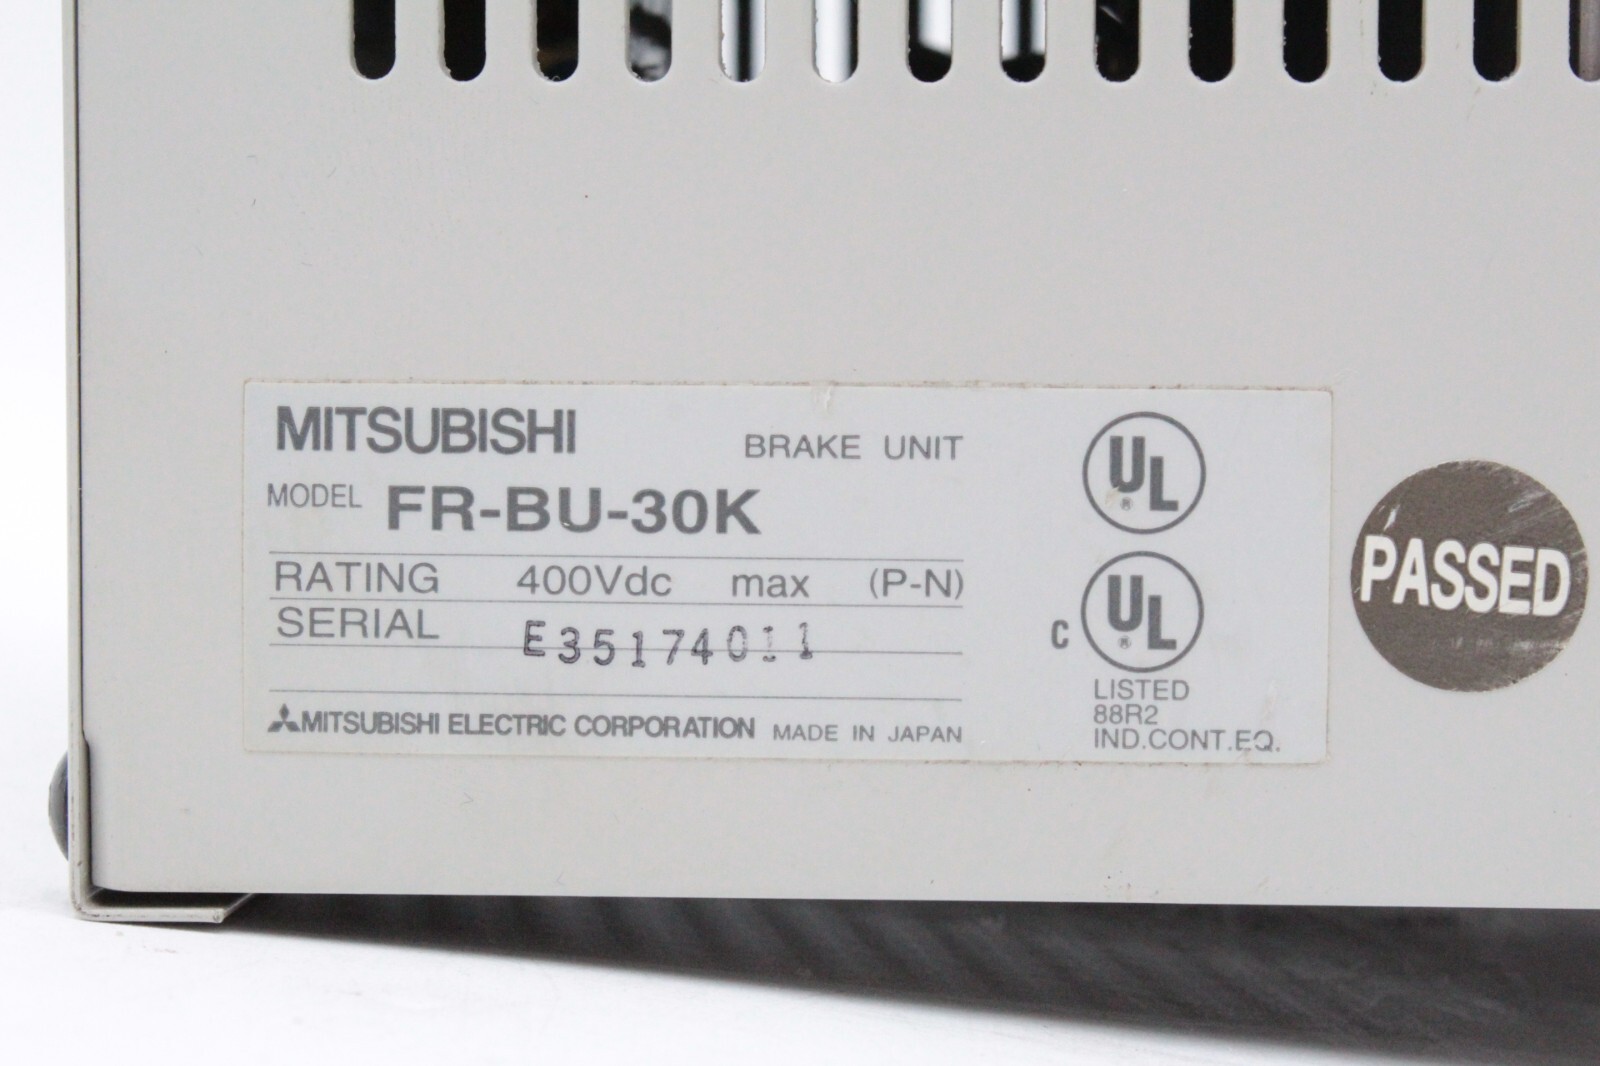 MITSUBISHI BRAKE UNIT
MODEL FR-BU-30K
RATING 400Vdc max (P-N)
SERIAL E35174011
MITSUBISHI ELECTRIC CORPORATION MADE IN JAPAN
UL ®
C UL ®
LISTED
88R2
IND.CONT.EQ.
PASSED